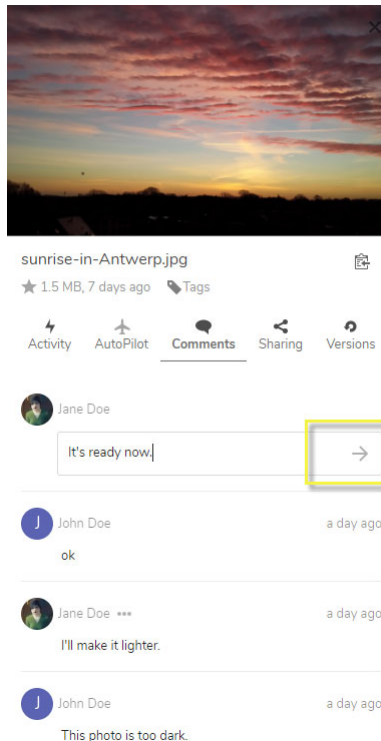 sunrise-in-Antwerp.jpg
1.5 MB, 7 days ago Tags
Activity AutoPilot Comments Sharing Versions
Jane Doe
It's ready now.
J John Doe a day ago
ok
Jane Doe a day ago
I'll make it lighter.
J John Doe a day ago
This photo is too dark.